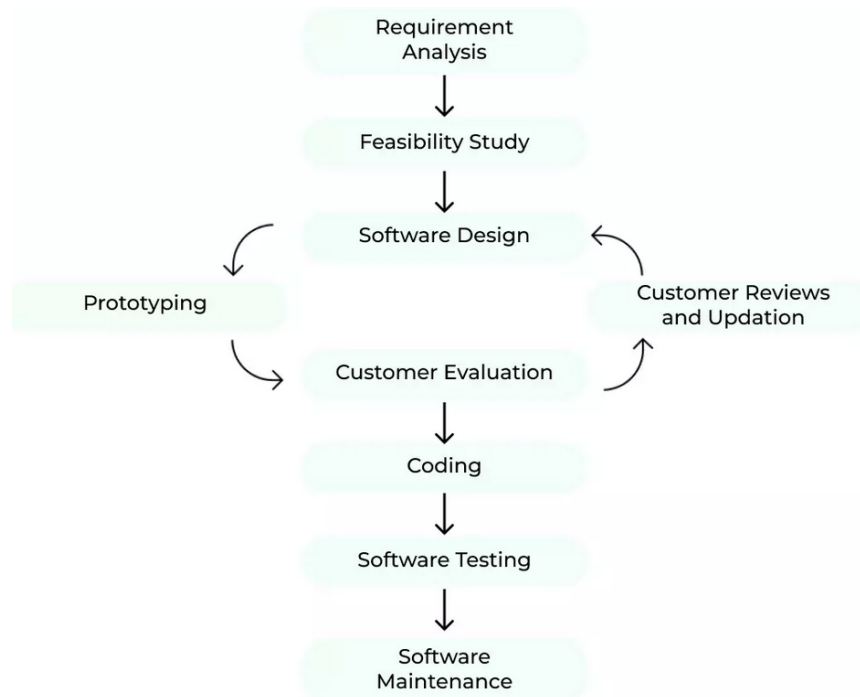 Requirement
Analysis
Feasibility Study
Software Design
Prototyping
Customer Reviews
and Updation
Customer Evaluation
Coding
Software Testing
Software
Maintenance